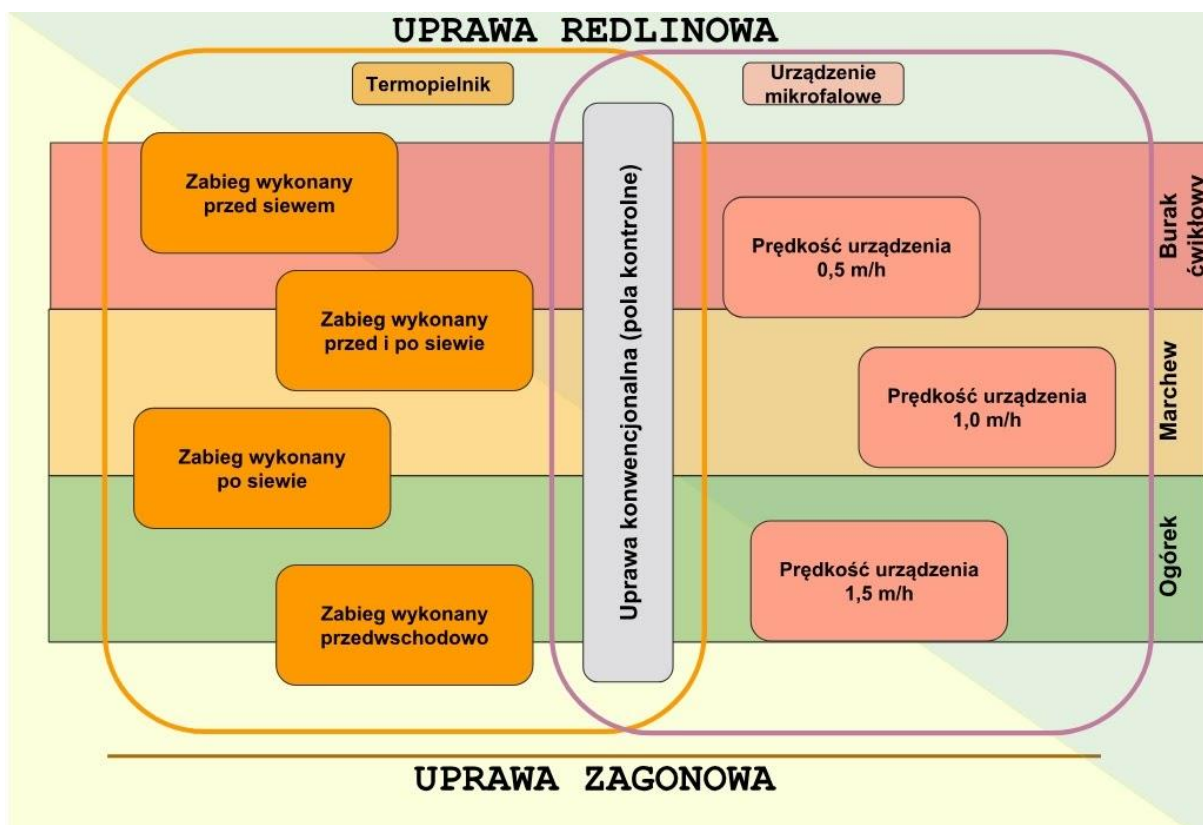 UPRAWA REDLINOWA
Termopielnik
Urządzenie
mikrofalowe
Zabieg wykonany
przed siewem
Zabieg wykonany
przed i po siewie
Zabieg wykonany
po siewie
Zabieg wykonany
przedwschodowo
Uprawa konwencjonalna (pola kontrolne)
Prędkość urządzenia
0,5 m/h
Prędkość urządzenia
1,0 m/h
Prędkość urządzenia
1,5 m/h
Burak
ćwikłowy
Marchew
Ogórek
UPRAWA ZAGONOWA